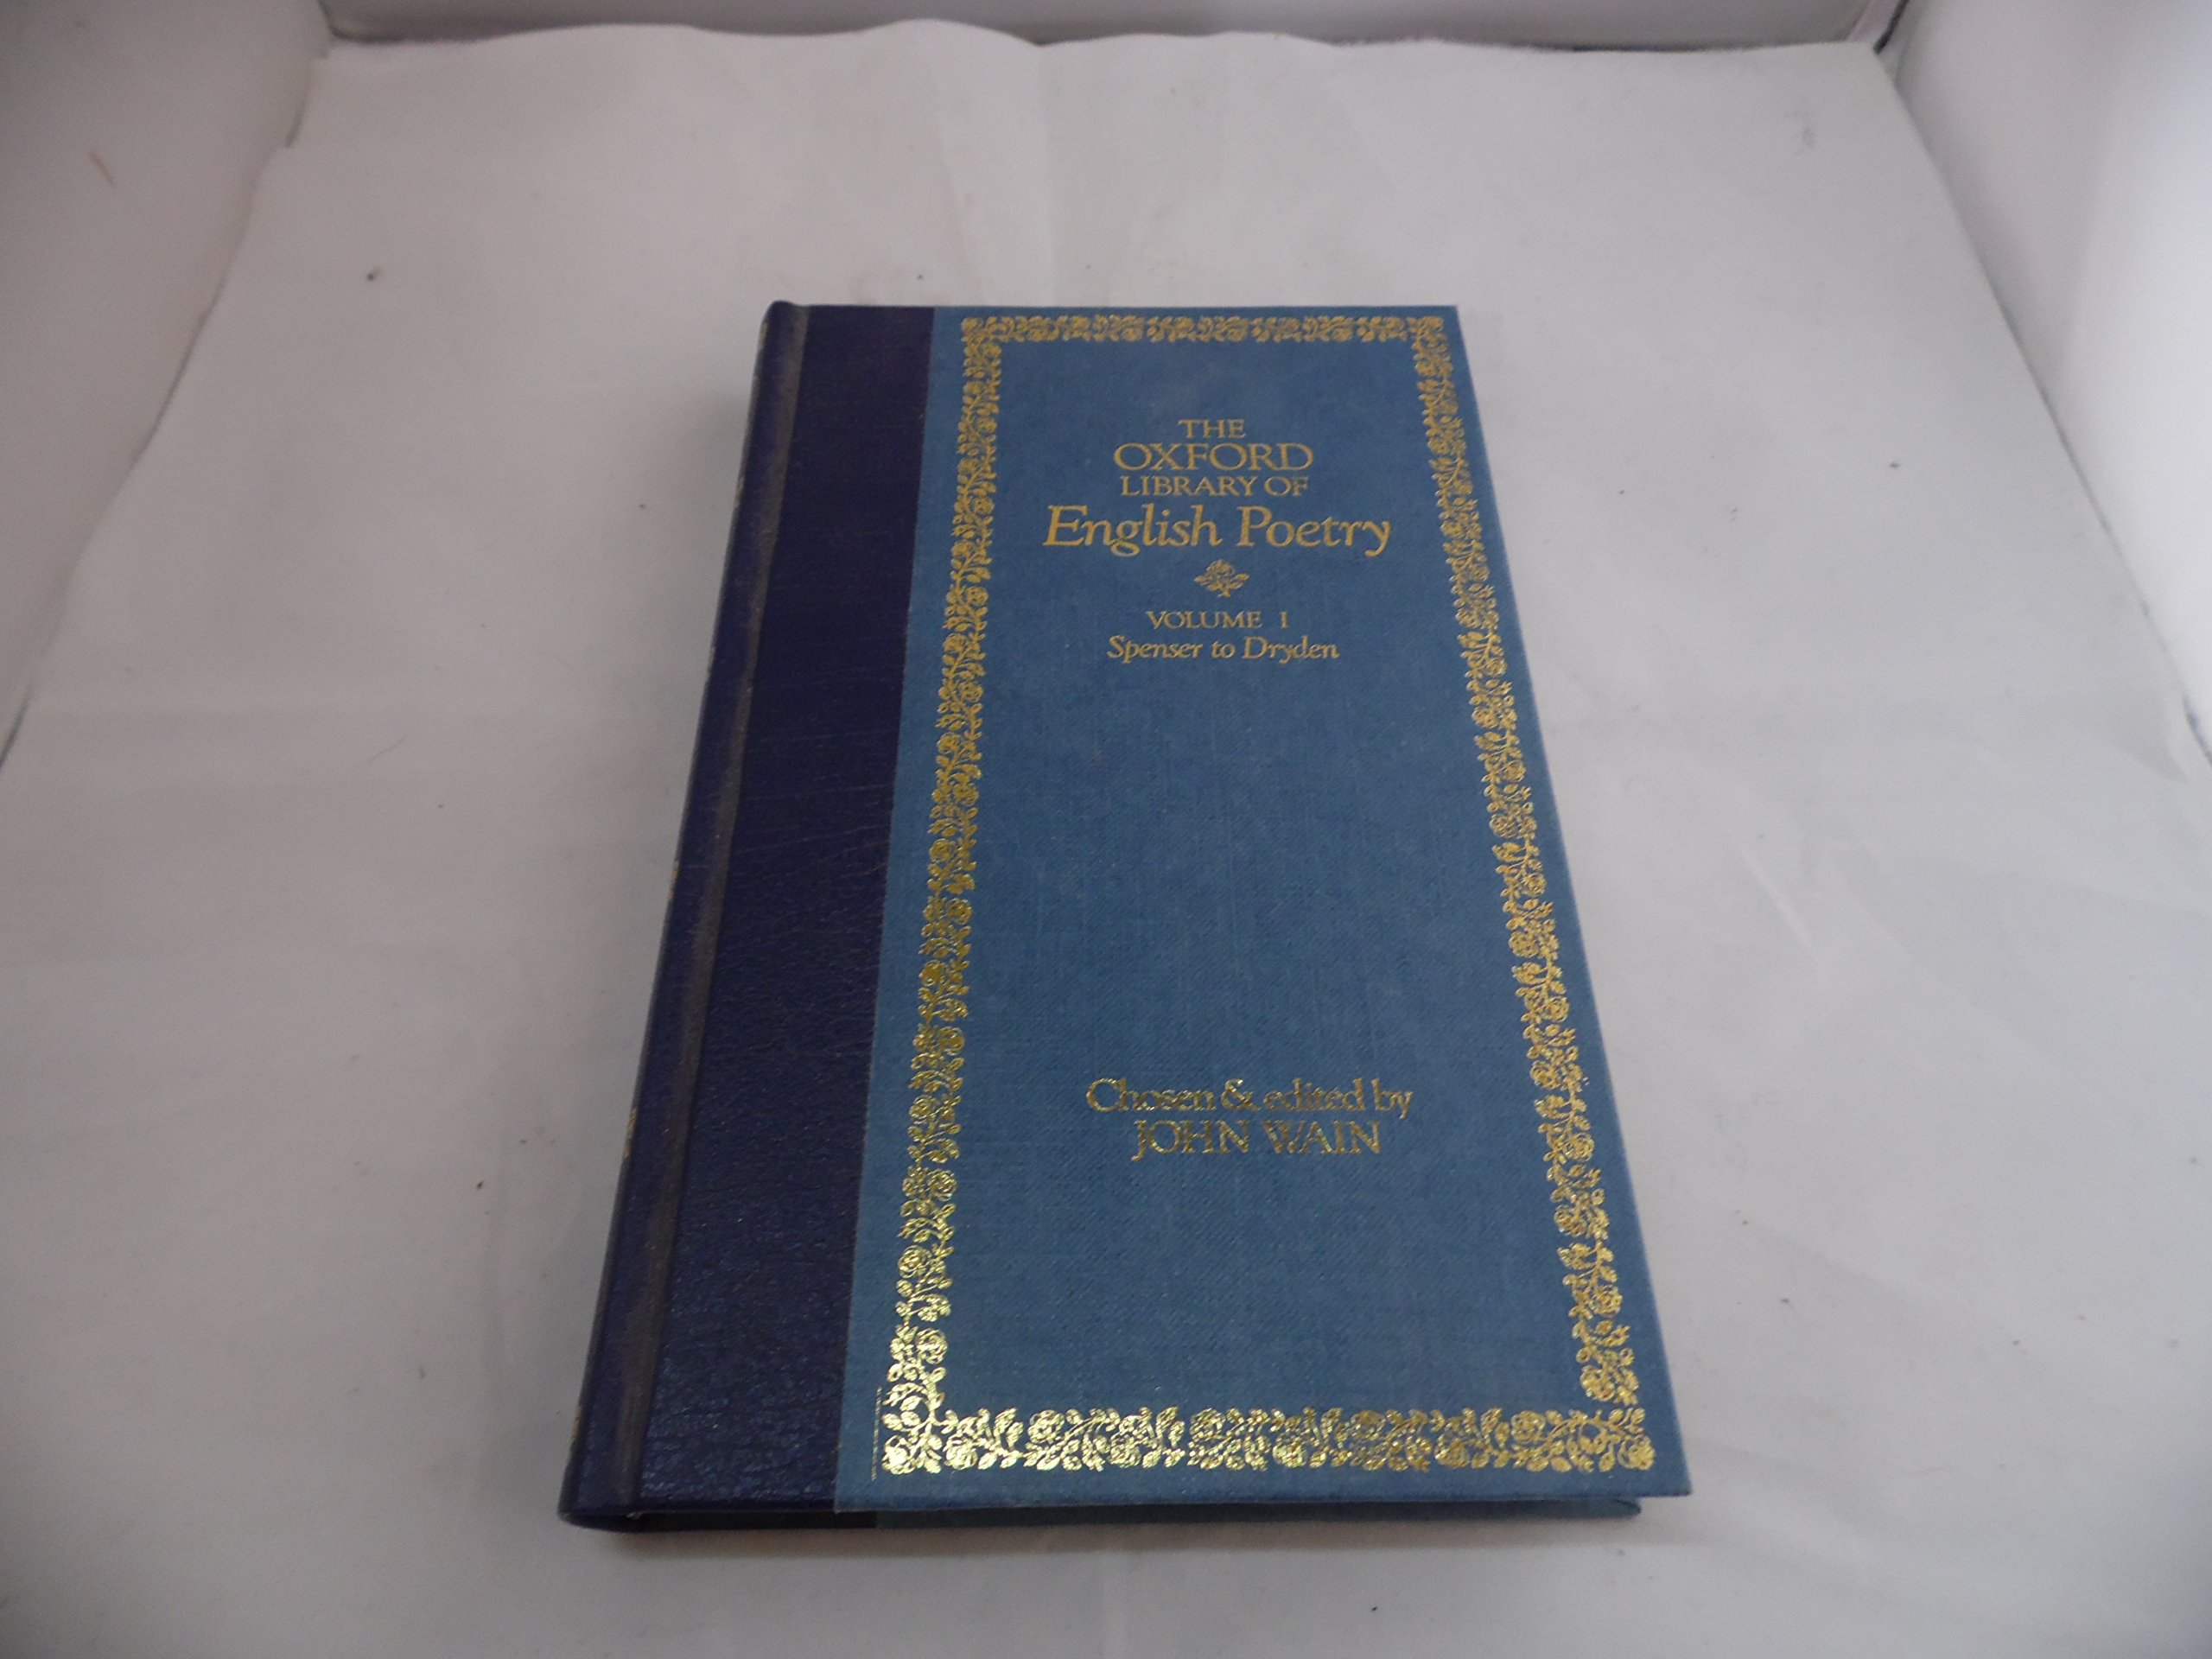 THE
OXFORD
LIBRARY OF
English Poetry
VOLUME I
Spenser to Dryden
Chosen & edited by
JOHN WAIN